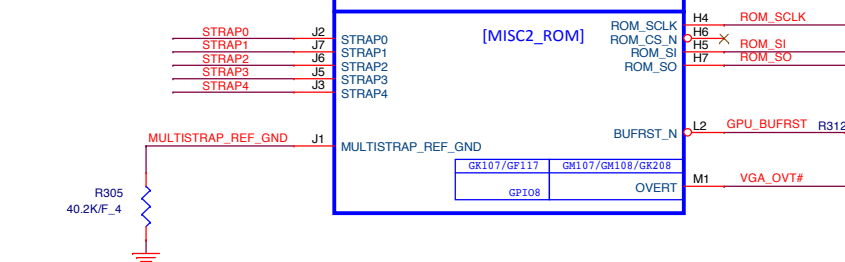 STRAP0 J2 STRAP0 [MISC2_ROM] ROM_SCLK H4 ROM_SCLK
STRAP1 J7 STRAP1 ROM_CS_N H6
STRAP2 J6 STRAP2 ROM_SI H5 ROM_SI
STRAP3 J5 STRAP3 ROM_SO H7 ROM_SO
STRAP4 J3 STRAP4
BUFRST_N L2 GPU_BUFRST R312
MULTISTRAP_REF_GND J1 MULTISTRAP_REF_GND
GK107/GF117 GM107/GM108/GK208
GPIO8 OVERT M1 VGA_OVT#
R305
40.2K/F_4